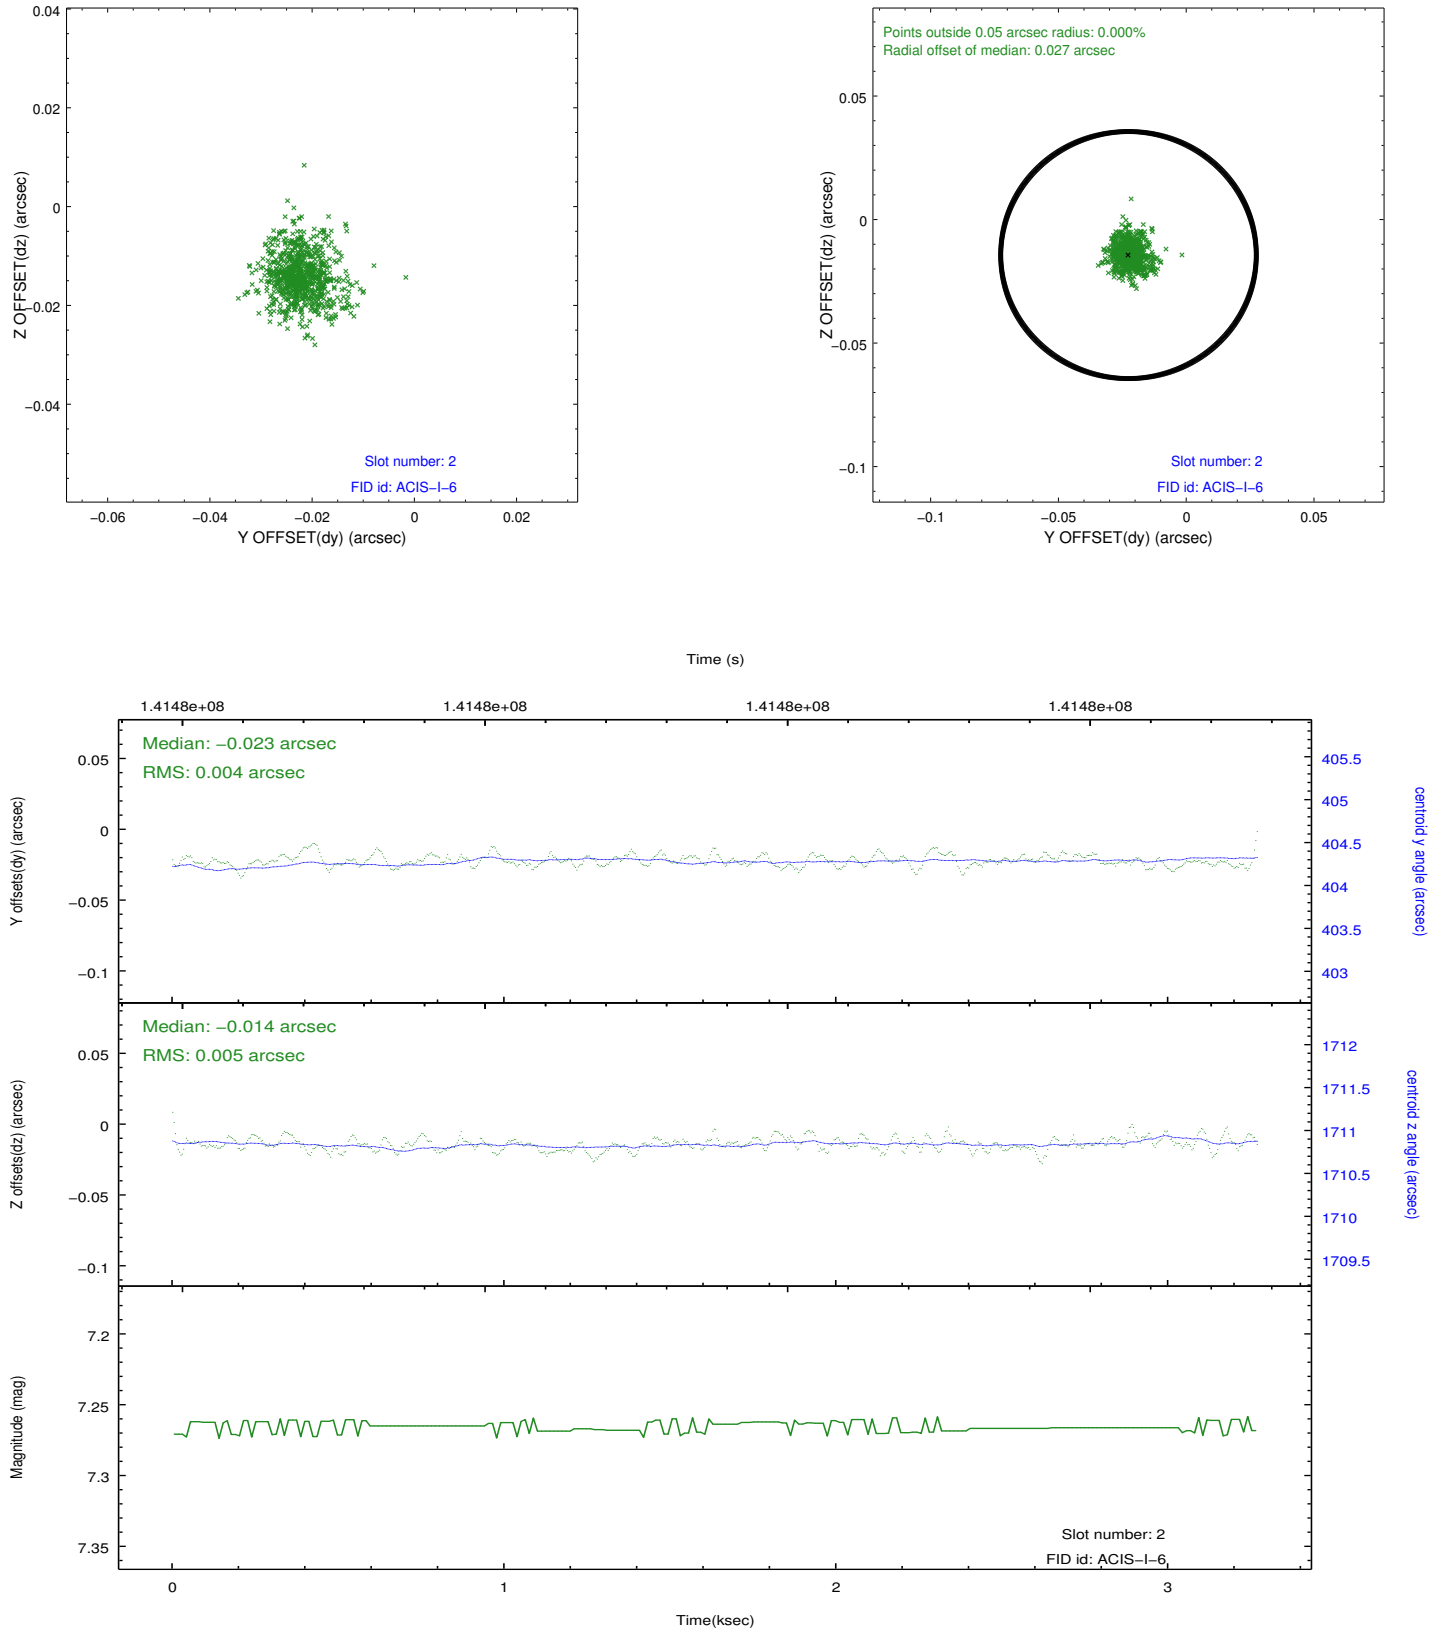 0.04
0.02
0
−0.02
−0.04
Z OFFSET(dz) (arcsec)
Slot number: 2
FID id: ACIS−I−6
−0.06
−0.04
−0.02
0
0.02
Y OFFSET(dy) (arcsec)
Points outside 0.05 arcsec radius: 0.000%
Radial offset of median: 0.027 arcsec
0.05
0
−0.05
−0.1
Z OFFSET(dz) (arcsec)
Slot number: 2
FID id: ACIS−I−6
−0.1
−0.05
0
0.05
Y OFFSET(dy) (arcsec)
Time (s)
1.4148e+08
1.4148e+08
1.4148e+08
1.4148e+08
Median: −0.023 arcsec
RMS: 0.004 arcsec
0.05
0
−0.05
−0.1
Y offsets(dy) (arcsec)
405.5
405
404.5
404
403.5
403
centroid y angle (arcsec)
Median: −0.014 arcsec
RMS: 0.005 arcsec
0.05
0
−0.05
−0.1
Z offsets(dz) (arcsec)
1712
1711.5
1711
1710.5
1710
1709.5
centroid z angle (arcsec)
7.2
7.25
7.3
7.35
Magnitude (mag)
Slot number: 2
FID id: ACIS−I−6
0
1
2
3
Time(ksec)